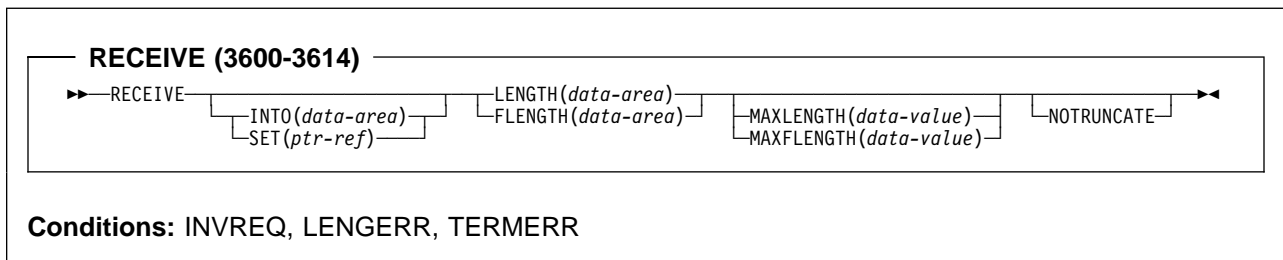 RECEIVE (3600-3614)
RECEIVE LENGTH(data-area)
INTO(data-area) FLENGTH(data-area) MAXLENGTH(data-value) NOTRUNCATE
SET(ptr-ref) MAXFLENGTH(data-value)
Conditions: INVREQ, LENGERR, TERMERR